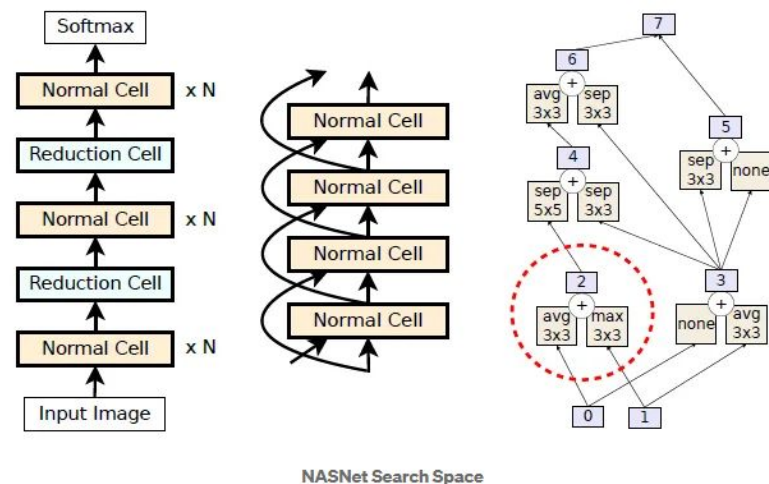 Softmax
Normal Cell x N
Reduction Cell
Normal Cell x N
Reduction Cell
Normal Cell x N
Input Image
Normal Cell
Normal Cell
Normal Cell
Normal Cell
7
6
+
avg
3x3
sep
3x3
5
+
sep
3x3
none
4
+
sep
5x5
sep
3x3
2
+
avg
3x3
max
3x3
3
+
none
avg
3x3
0
1
NASNet Search Space